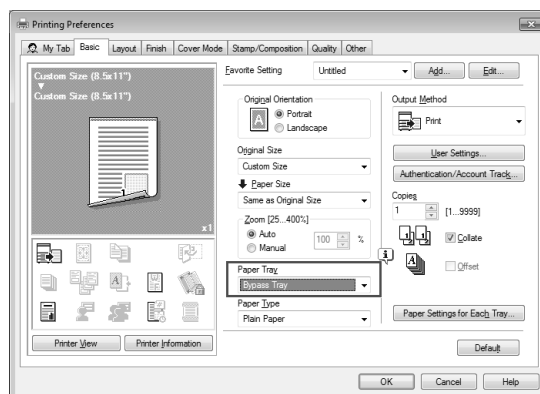 Printing Preferences
My Tab Basic Layout Finish Cover Mode Stamp/Composition Quality Other
Custom Size (8.5x11")
Custom Size (8.5x11")
1
x1
Printer View Printer Information
Favorite Setting Untitled Add... Edit...
Original Orientation
A Portrait
Landscape
Original Size
Custom Size
Paper Size
Same as Original Size
Zoom [25...400%]
Auto
Manual
100 %
Paper Tray
Bypass Tray
Paper Type
Plain Paper
Output Method
Print
User Settings...
Authentication/Account Track...
Copies
1 [1...9999]
Collate
Offset
Paper Settings for Each Tray...
Default
OK Cancel Help